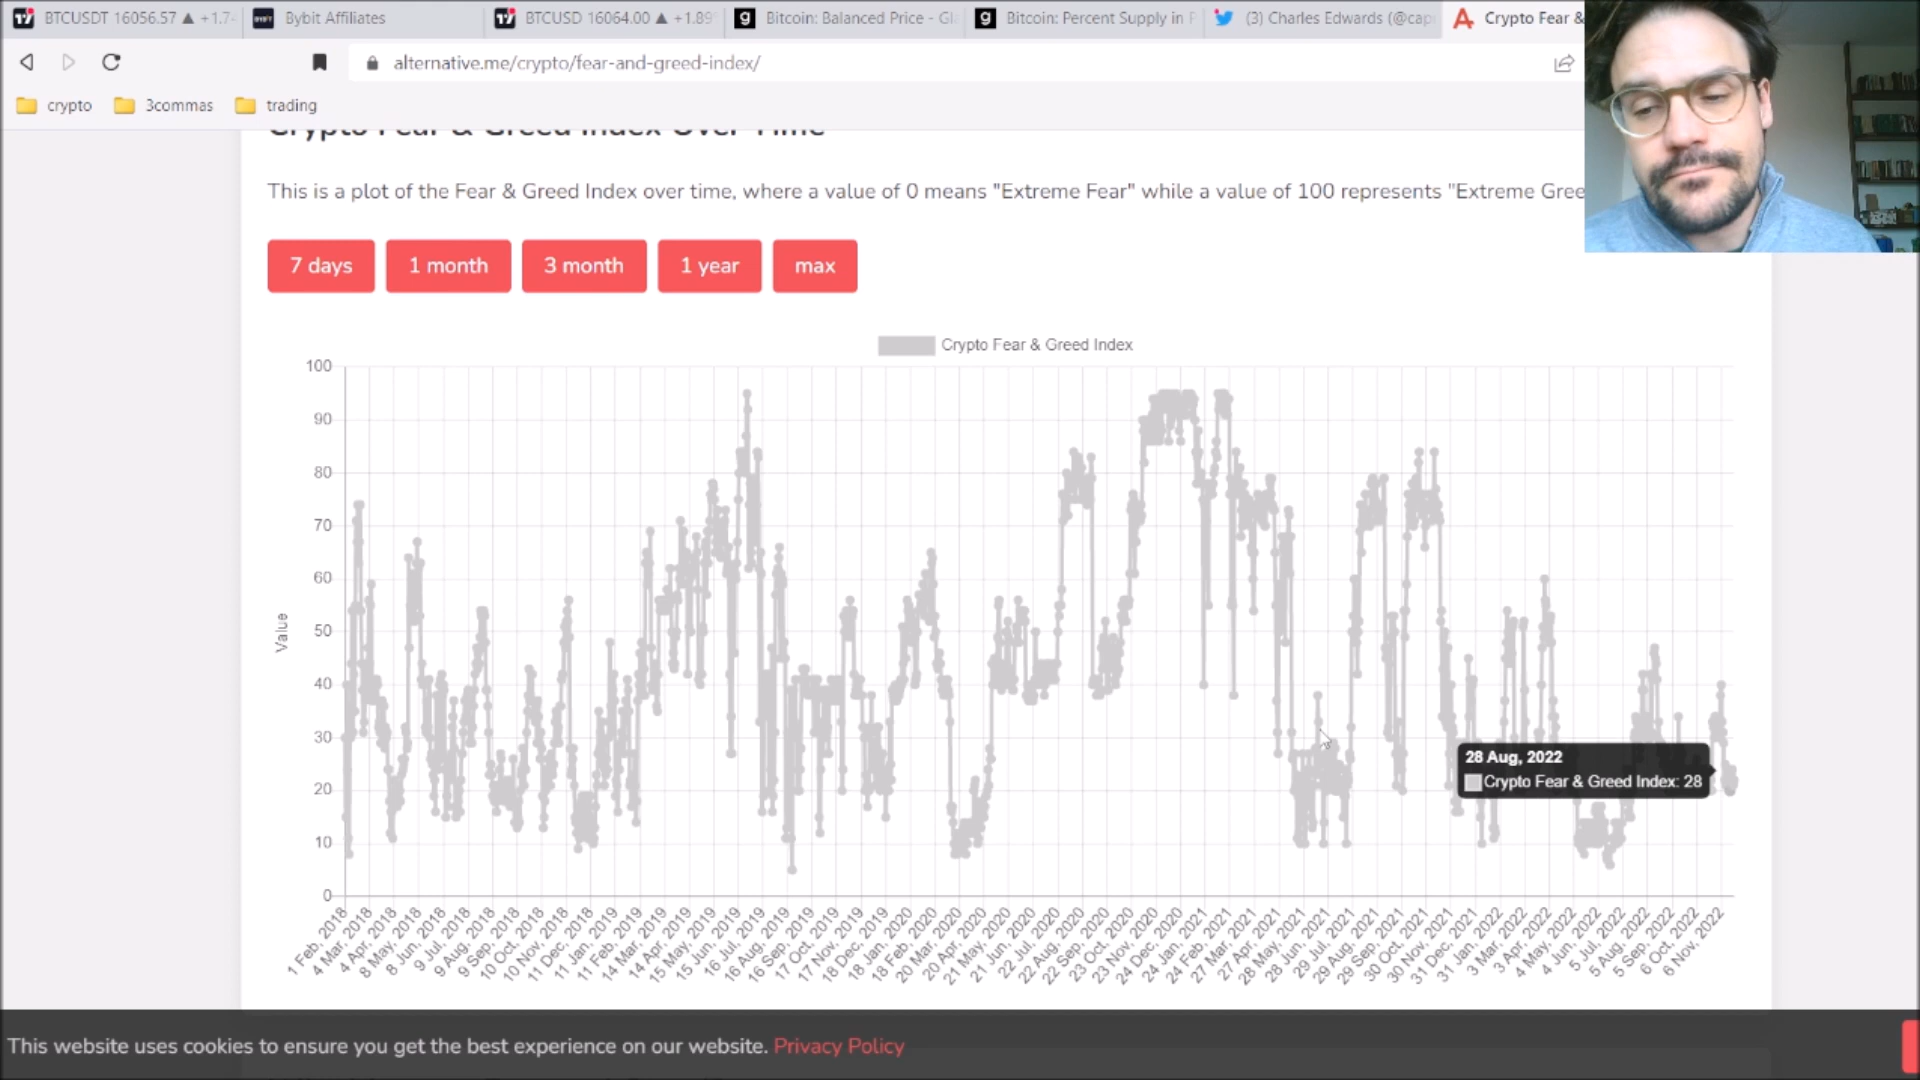 BTCUSDT 16056.57 ▲ +1.7
Bybit Affiliates
BTCUSD 16064.00 ▲ +1.89
Bitcoin: Balanced Price - Gl
Bitcoin: Percent Supply in P
(3) Charles Edwards (@cap
Crypto Fear &
alternative.me/crypto/fear-and-greed-index/
crypto
3commas
trading
Crypto Fear & Greed Index Over Time
This is a plot of the Fear & Greed Index over time, where a value of 0 means "Extreme Fear" while a value of 100 represents "Extreme Gree
7 days
1 month
3 month
1 year
max
Crypto Fear & Greed Index
100
90
80
70
60
50
40
30
20
10
0
Value
28 Aug, 2022
Crypto Fear & Greed Index: 28
1 Feb, 2018
4 Mar, 2018
4 Apr, 2018
8 May, 2018
8 Jun, 2018
9 Jul, 2018
9 Aug, 2018
9 Sep, 2018
10 Oct, 2018
10 Nov, 2018
11 Dec, 2018
11 Jan, 2019
11 Feb, 2019
14 Mar, 2019
14 Apr, 2019
15 May, 2019
15 Jun, 2019
16 Jul, 2019
16 Aug, 2019
16 Sep, 2019
17 Oct, 2019
17 Nov, 2019
18 Dec, 2019
18 Jan, 2020
18 Feb, 2020
20 Mar, 2020
20 Apr, 2020
21 May, 2020
21 Jun, 2020
22 Jul, 2020
22 Aug, 2020
22 Sep, 2020
23 Oct, 2020
23 Nov, 2020
24 Dec, 2020
24 Jan, 2021
24 Feb, 2021
27 Mar, 2021
27 Apr, 2021
28 May, 2021
28 Jun, 2021
29 Jul, 2021
29 Aug, 2021
29 Sep, 2021
30 Oct, 2021
30 Nov, 2021
31 Dec, 2021
31 Jan, 2022
3 Mar, 2022
3 Apr, 2022
4 May, 2022
4 Jun, 2022
5 Jul, 2022
5 Aug, 2022
5 Sep, 2022
6 Oct, 2022
6 Nov, 2022
This website uses cookies to ensure you get the best experience on our website. Privacy Policy